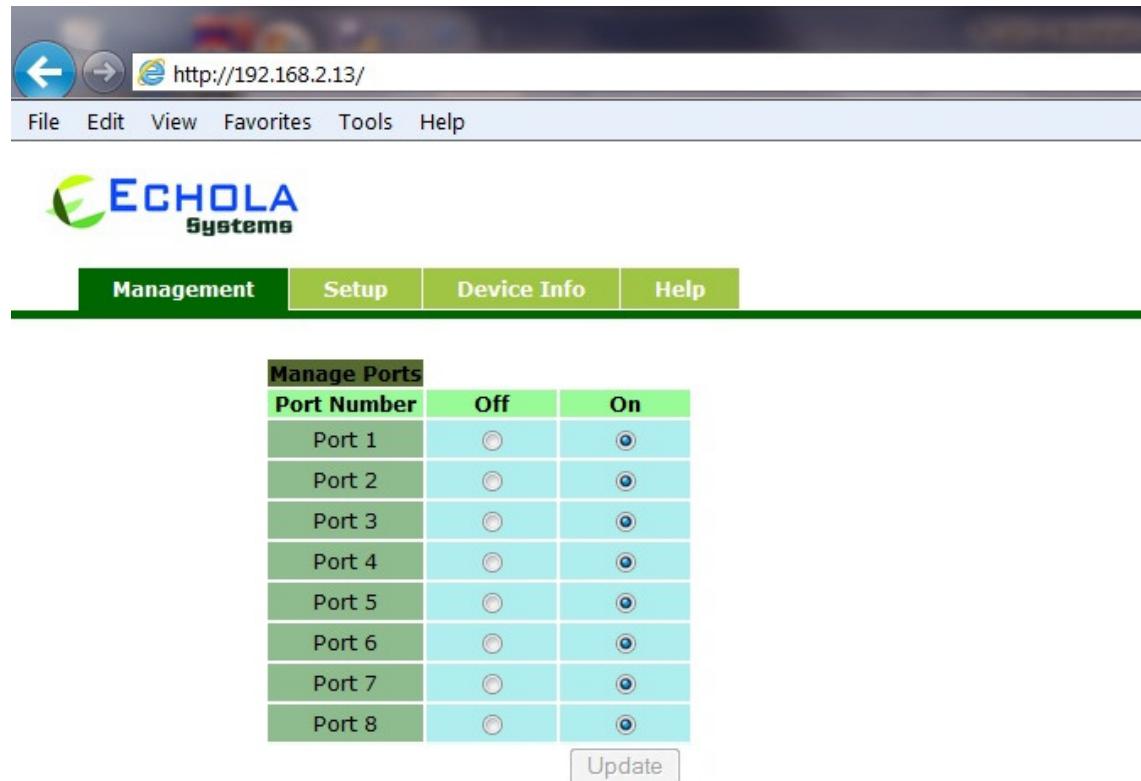 http://192.168.2.13/
File Edit View Favorites Tools Help
ECHOLA
Systems
Management Setup Device Info Help
Manage Ports
Port Number Off On
Port 1
Port 2
Port 3
Port 4
Port 5
Port 6
Port 7
Port 8
Update